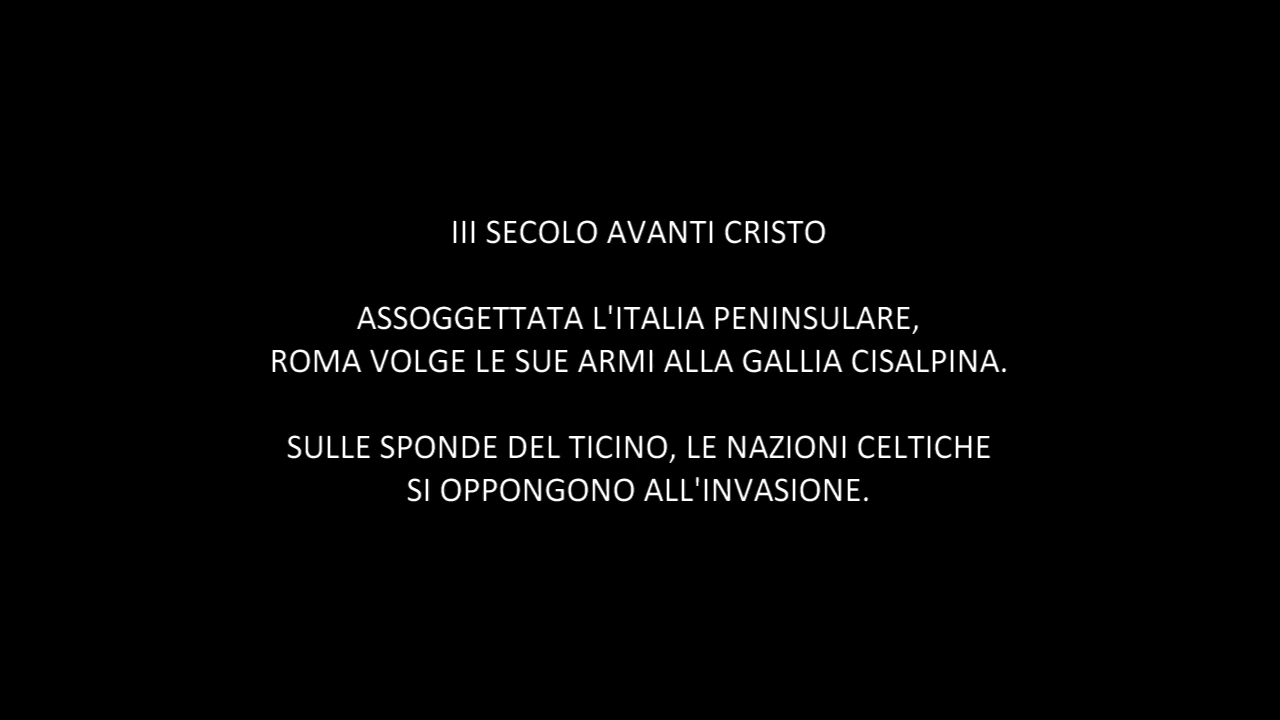 III SECOLO AVANTI CRISTO
ASSOGGETTATA L'ITALIA PENINSULARE,
ROMA VOLGE LE SUE ARMI ALLA GALLIA CISALPINA.
SULLE SPONDE DEL TICINO, LE NAZIONI CELTICHE
SI OPPONGONO ALL'INVASIONE.